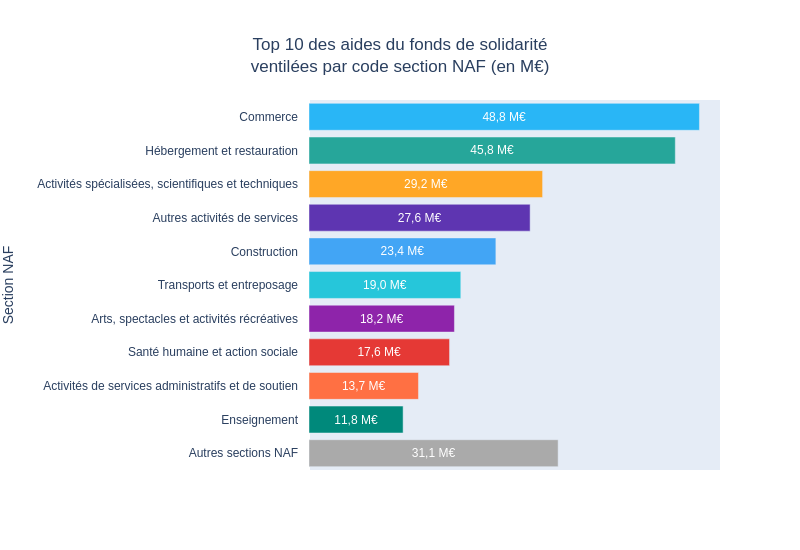 Top 10 des aides du fonds de solidarité
ventilées par code section NAF (en M€)
Section NAF
Commerce 48,8 M€
Hébergement et restauration 45,8 M€
Activités spécialisées, scientifiques et techniques 29,2 M€
Autres activités de services 27,6 M€
Construction 23,4 M€
Transports et entreposage 19,0 M€
Arts, spectacles et activités récréatives 18,2 M€
Santé humaine et action sociale 17,6 M€
Activités de services administratifs et de soutien 13,7 M€
Enseignement 11,8 M€
Autres sections NAF 31,1 M€